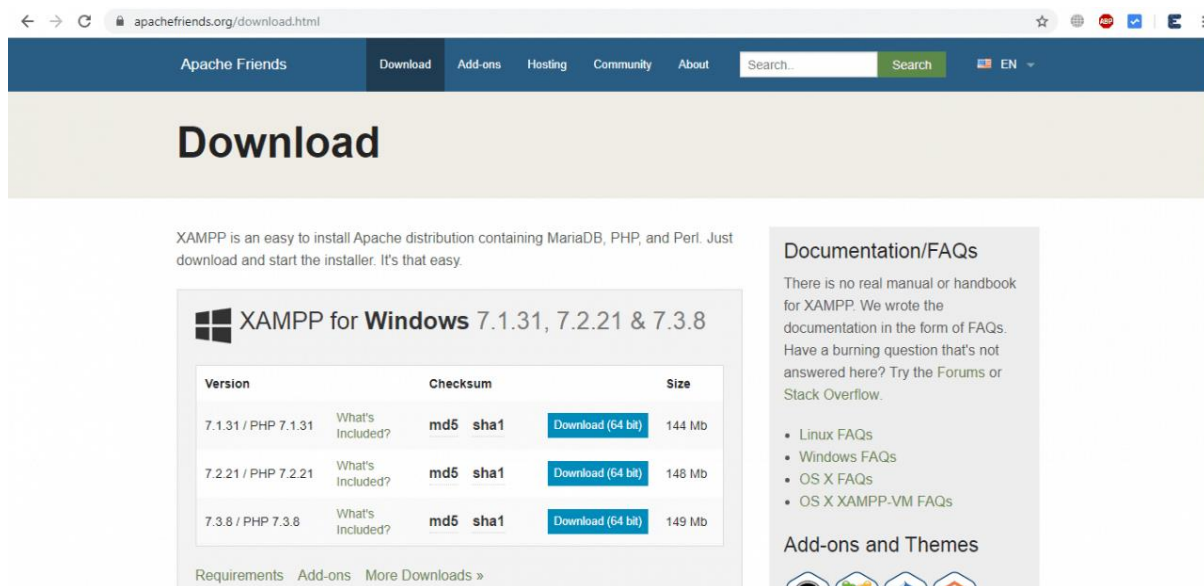 apachefriends.org/download.html
ABP
Apache Friends
Download
Add-ons
Hosting
Community
About
Search..
Search
EN
Download
XAMPP is an easy to install Apache distribution containing MariaDB, PHP, and Perl. Just
download and start the installer. It's that easy.
XAMPP for Windows 7.1.31, 7.2.21 & 7.3.8
Version Checksum Size
7.1.31 / PHP 7.1.31 What's Included? md5 sha1 Download (64 bit) 144 Mb
7.2.21 / PHP 7.2.21 What's Included? md5 sha1 Download (64 bit) 148 Mb
7.3.8 / PHP 7.3.8 What's Included? md5 sha1 Download (64 bit) 149 Mb
Requirements Add-ons More Downloads »
Documentation/FAQs
There is no real manual or handbook
for XAMPP. We wrote the
documentation in the form of FAQs.
Have a burning question that's not
answered here? Try the Forums or
Stack Overflow.
• Linux FAQs
• Windows FAQs
• OS X FAQs
• OS X XAMPP-VM FAQs
Add-ons and Themes